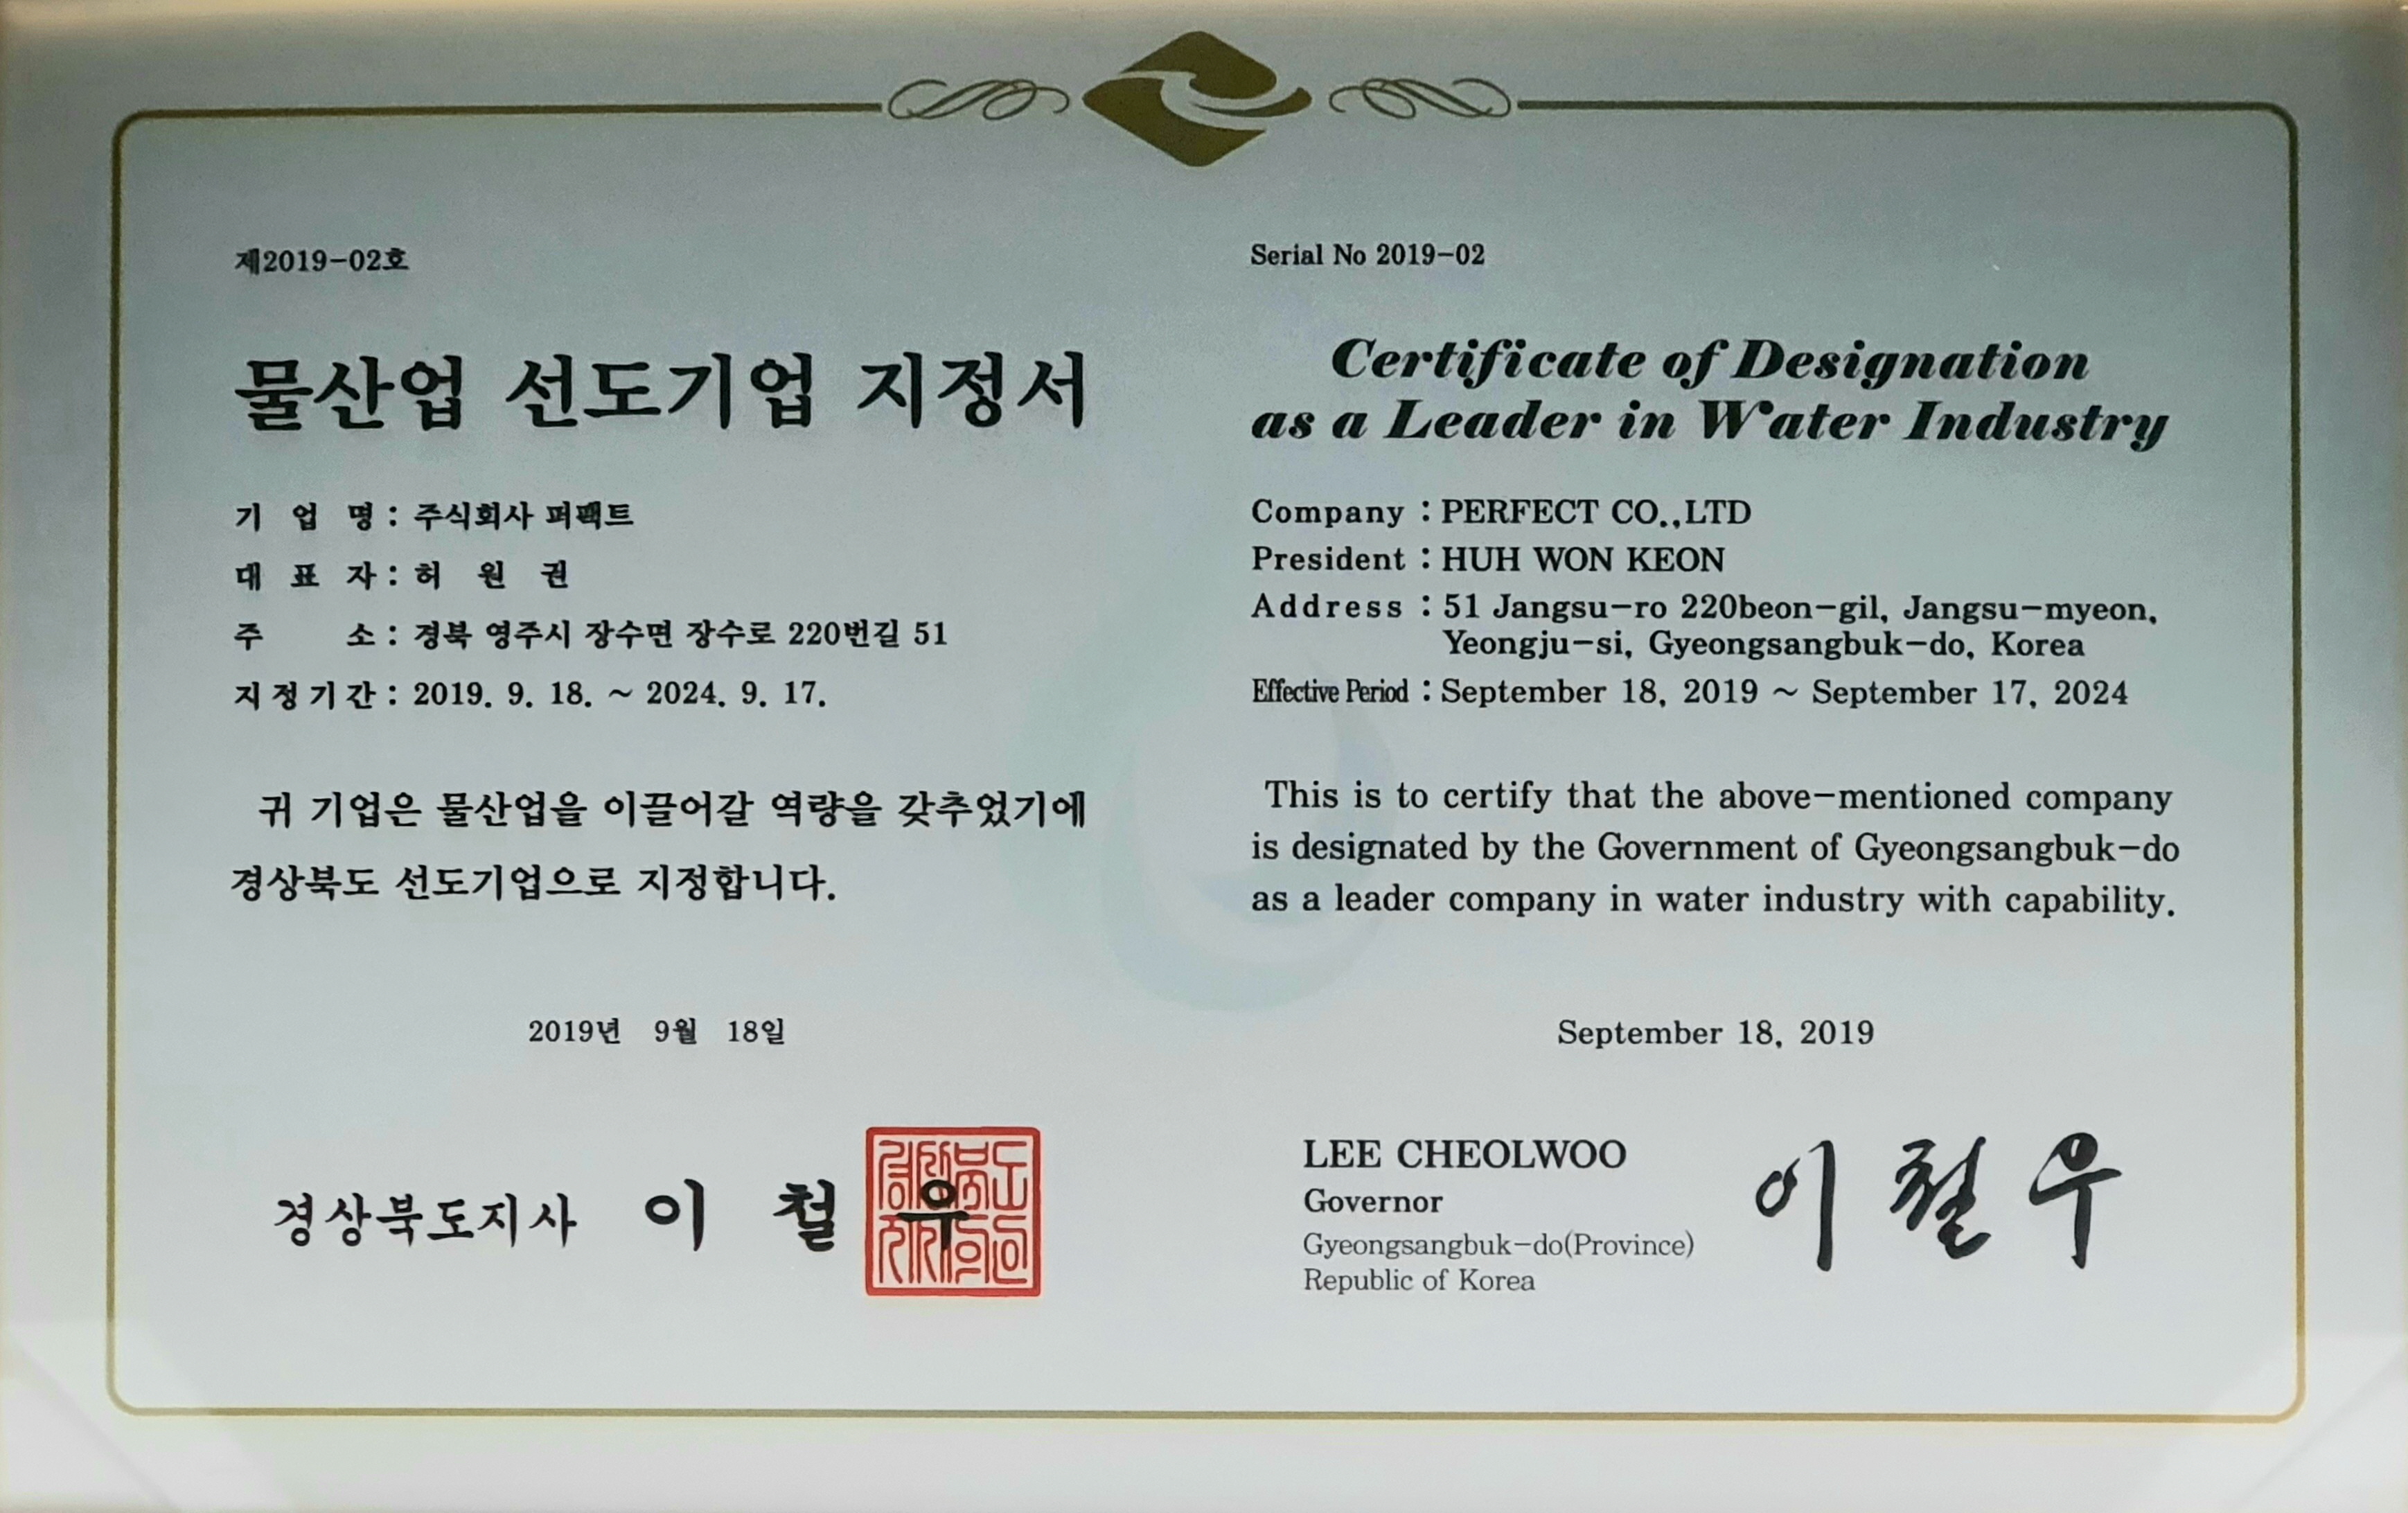 제2019-02호
물산업 선도기업 지정서
기 업 명 : 주식회사 퍼팩트
대 표 자 : 허 원 권
주 소 : 경북 영주시 장수면 장수로 220번길 51
지정기간 : 2019. 9. 18. ~ 2024. 9. 17.
귀 기업은 물산업을 이끌어갈 역량을 갖추었기에
경상북도 선도기업으로 지정합니다.
2019년 9월 18일
경상북도지사 이 철 우
Serial No 2019-02
Certificate of Designation
as a Leader in Water Industry
Company : PERFECT CO.,LTD
President : HUH WON KEON
Address : 51 Jangsu-ro 220beon-gil, Jangsu-myeon,
Yeongju-si, Gyeongsangbuk-do, Korea
Effective Period : September 18, 2019 ~ September 17, 2024
This is to certify that the above-mentioned company
is designated by the Government of Gyeongsangbuk-do
as a leader company in water industry with capability.
September 18, 2019
LEE CHEOLWOO
Governor
Gyeongsangbuk-do(Province)
Republic of Korea
이 철 우